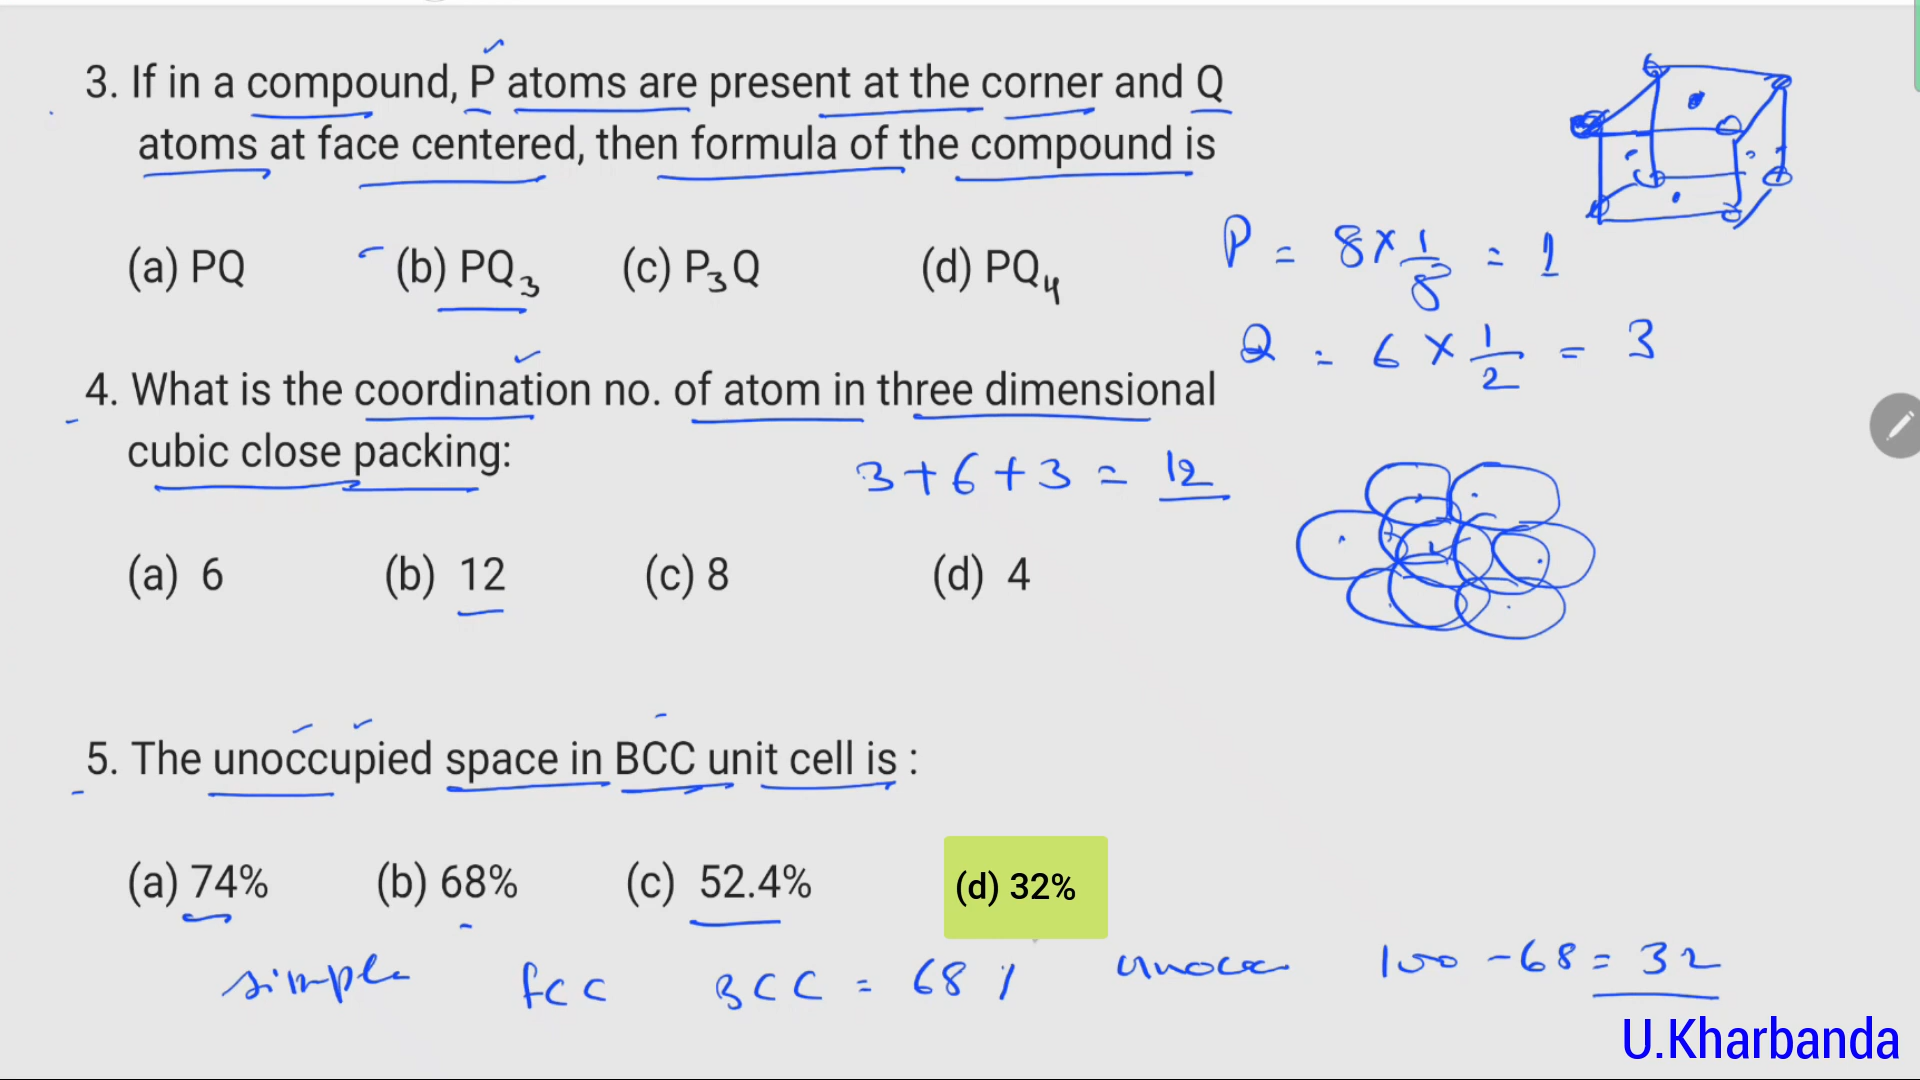 3. If in a compound, P atoms are present at the corner and Q
atoms at face centered, then formula of the compound is
(a) PQ (b) PQ₃ (c) P₃Q (d) PQ₄
P = 8 × 1/8 = 1
Q = 6 × 1/2 = 3
4. What is the coordination no. of atom in three dimensional
cubic close packing:
3 + 6 + 3 = 12
(a) 6 (b) 12 (c) 8 (d) 4
5. The unoccupied space in BCC unit cell is :
(a) 74% (b) 68% (c) 52.4% (d) 32%
simple fcc BCC = 68 % 100 - 68 = 32
U.Kharbanda